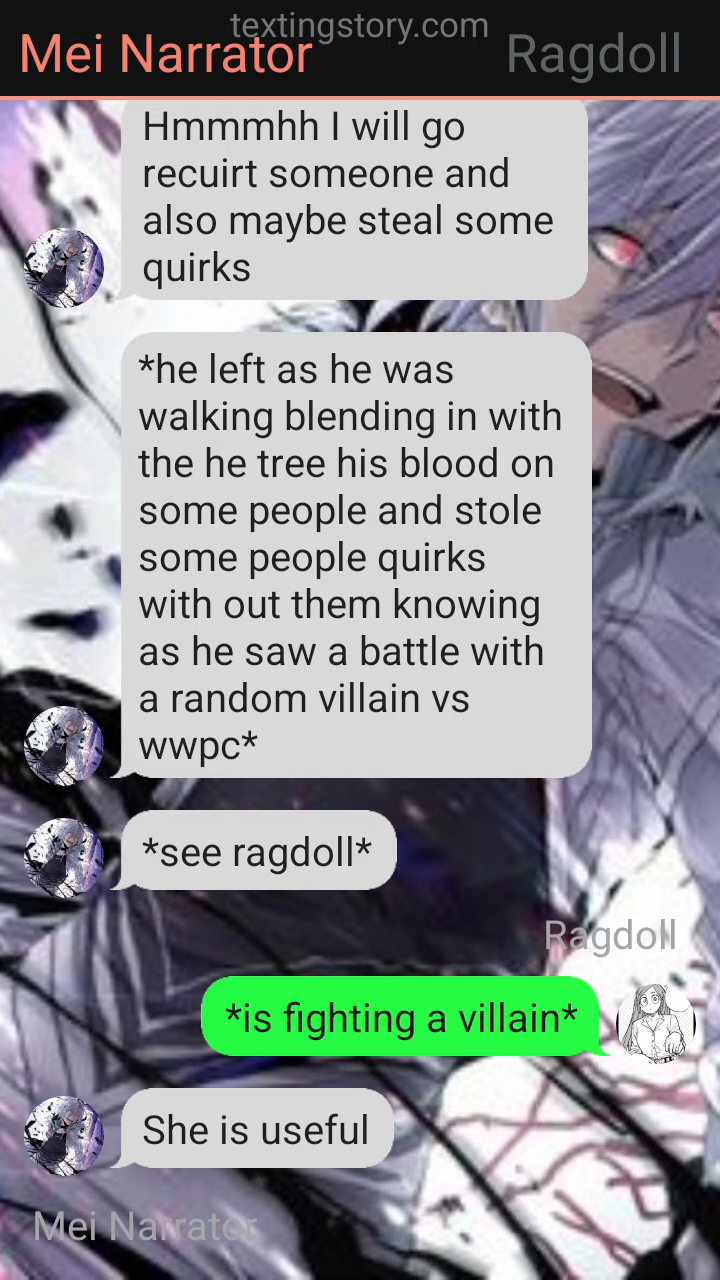 textingstory.com
Mei Narrator
Ragdoll
Hmmmhh I will go
recuirt someone and
also maybe steal some
quirks
*he left as he was
walking blending in with
the he tree his blood on
some people and stole
some people quirks
with out them knowing
as he saw a battle with
a random villain vs
wwpc*
*see ragdoll*
Ragdoll
*is fighting a villain*
She is useful
Mei Narrator